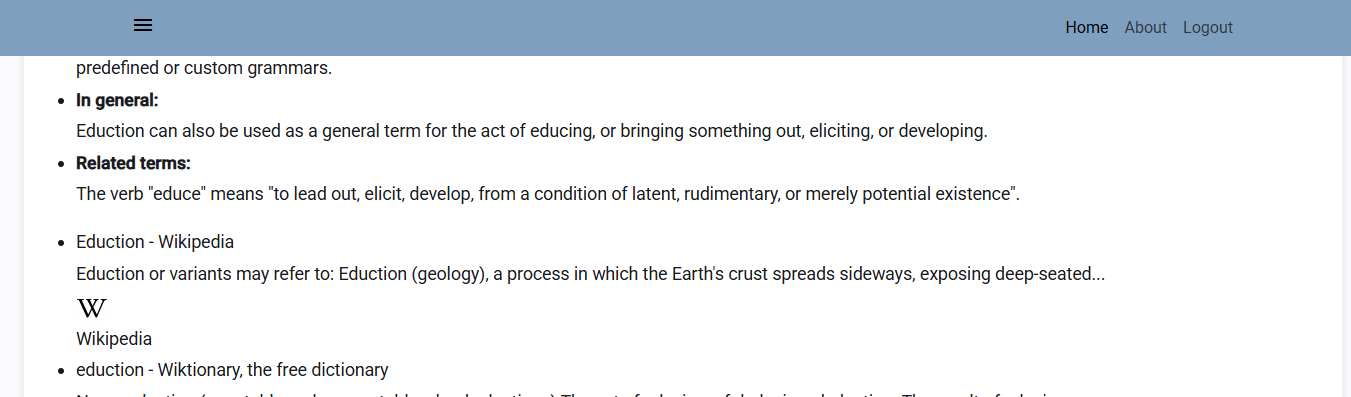 Home About Logout
predefined or custom grammars.
In general:
Eduction can also be used as a general term for the act of educing, or bringing something out, eliciting, or developing.
Related terms:
The verb "educe" means "to lead out, elicit, develop, from a condition of latent, rudimentary, or merely potential existence".
Eduction - Wikipedia
Eduction or variants may refer to: Eduction (geology), a process in which the Earth's crust spreads sideways, exposing deep-seated...
W
Wikipedia
eduction - Wiktionary, the free dictionary